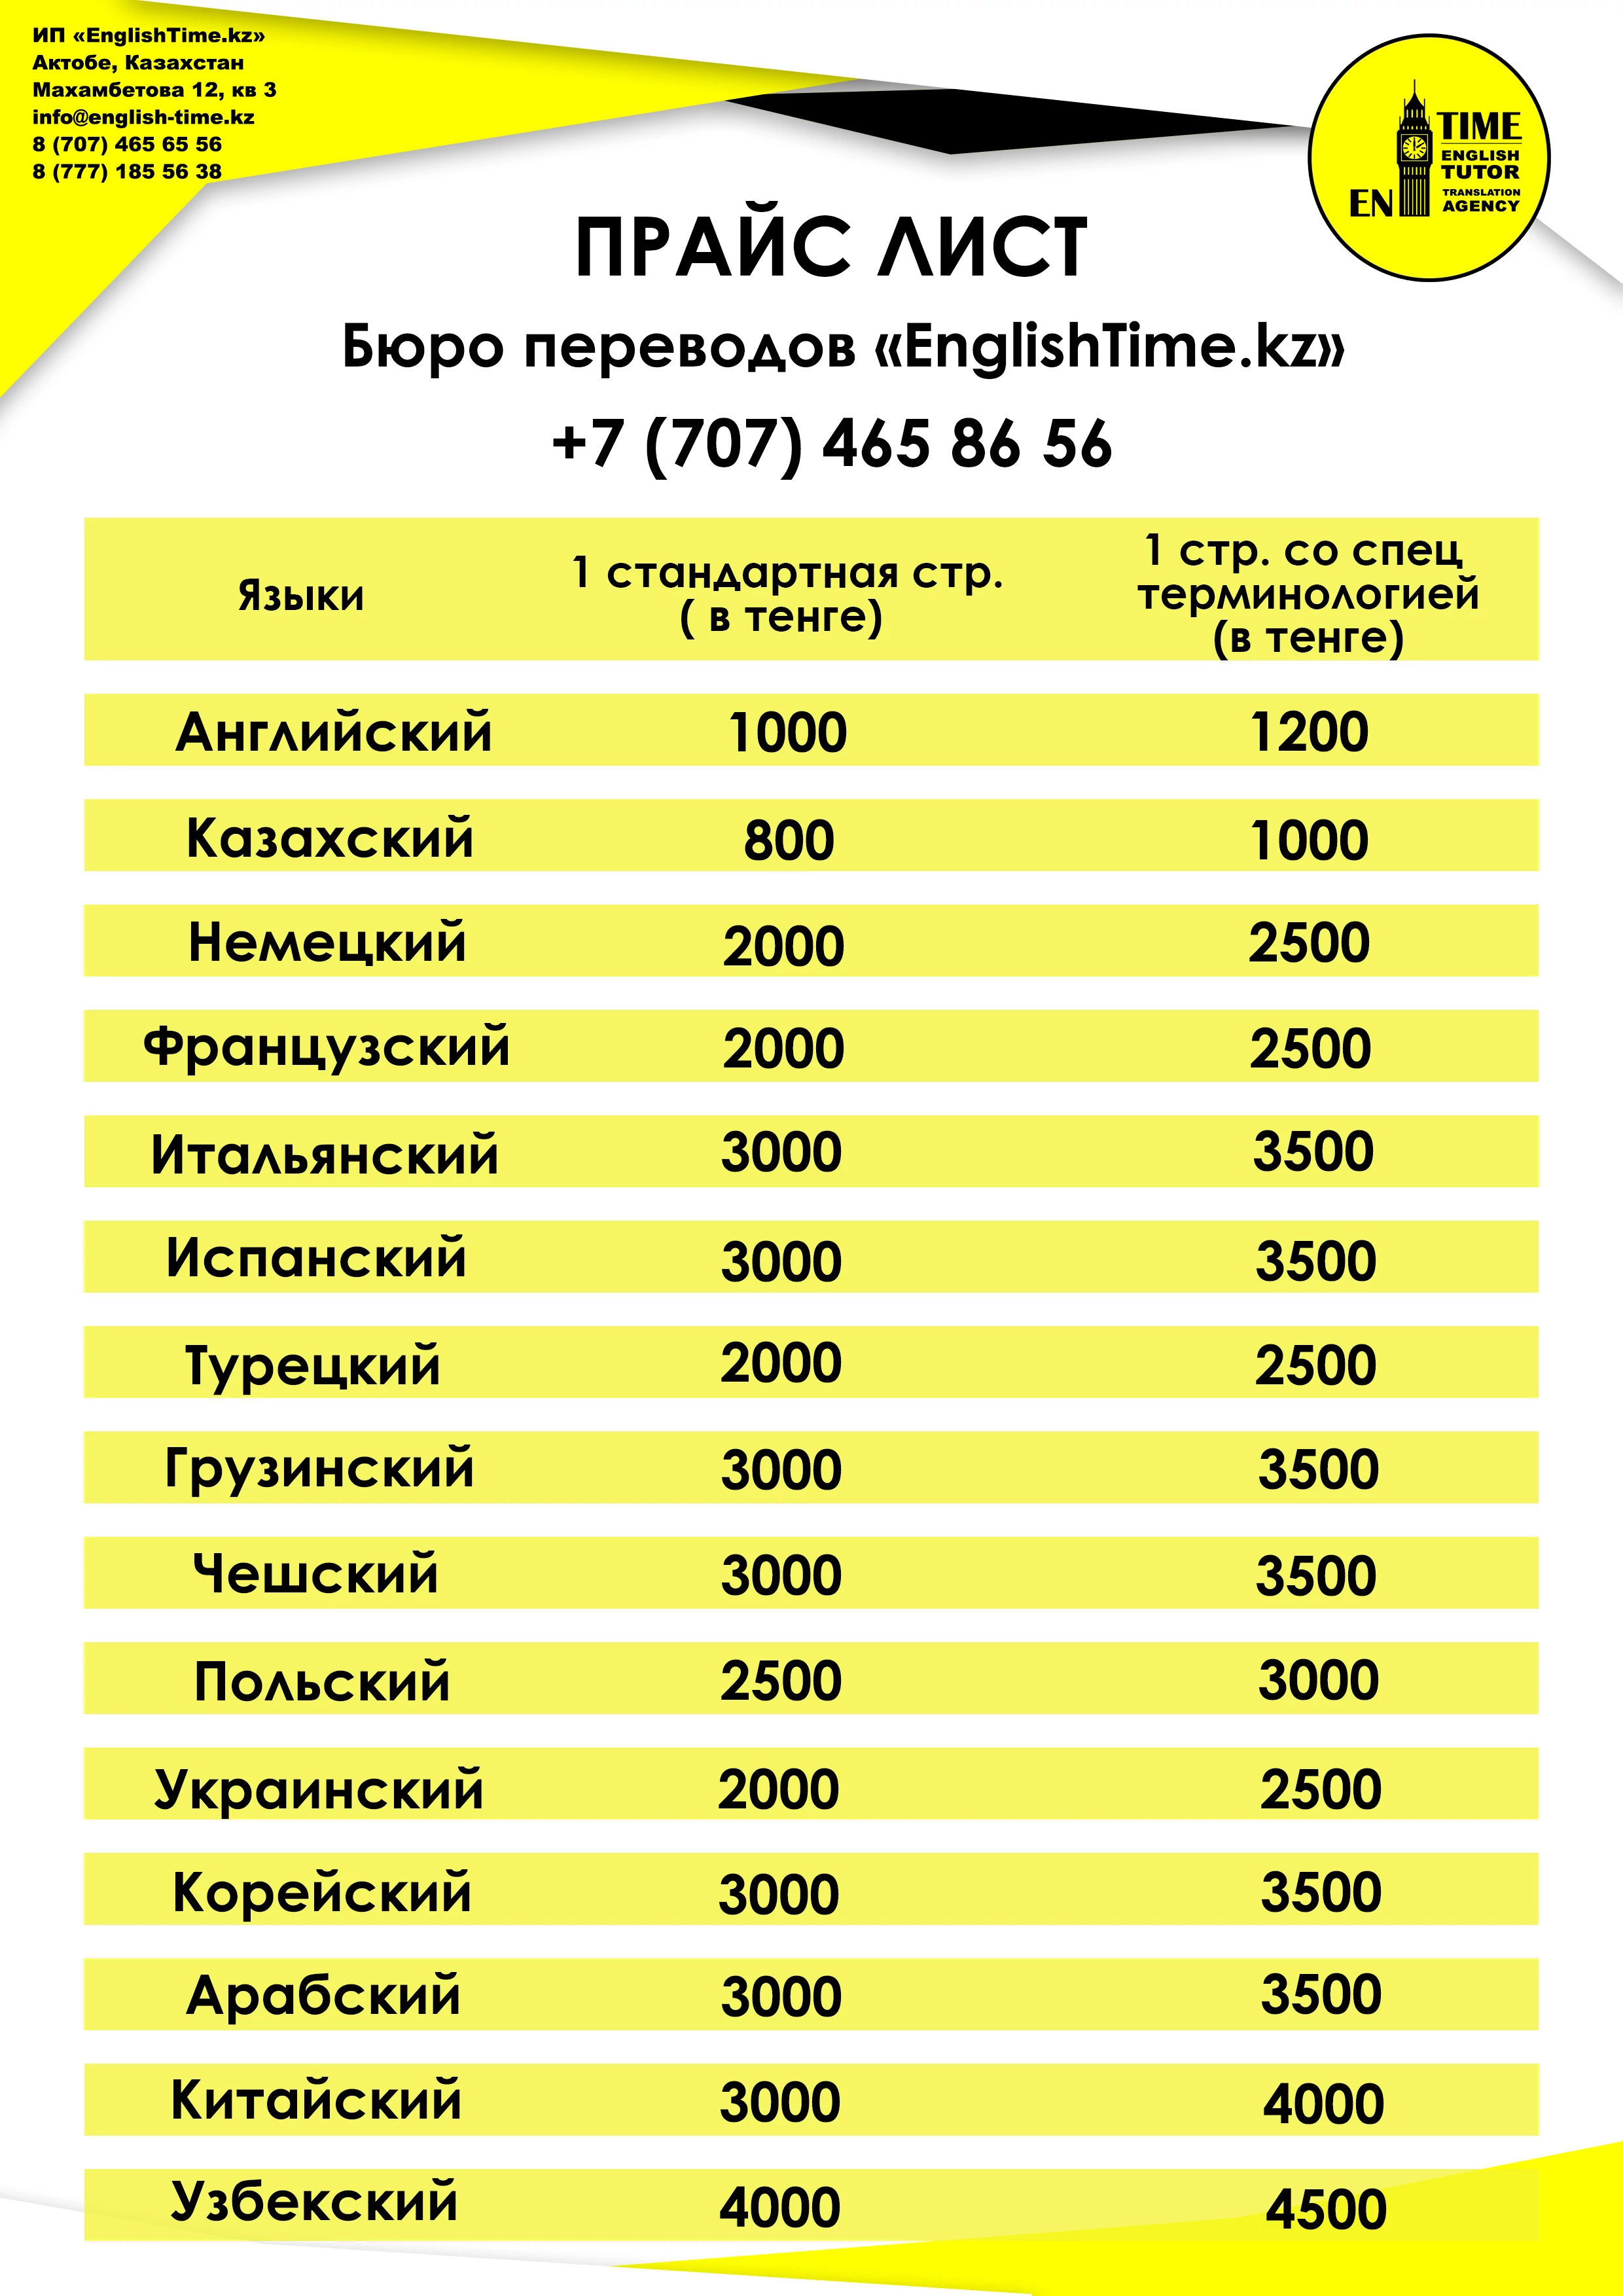 ИП «EnglishTime.kz»
Актобе, Казахстан
Махамбетова 12, кв 3
info@english-time.kz
8 (707) 465 65 56
8 (777) 185 56 38
EN
TIME
ENGLISH
TUTOR
TRANSLATION
AGENCY
ПРАЙС ЛИСТ
Бюро переводов «EnglishTime.kz»
+7 (707) 465 86 56
Языки
1 стандартная стр.
( в тенге)
1 стр. со спец
терминологией
(в тенге)
Английский 1000 1200
Казахский 800 1000
Немецкий 2000 2500
Французский 2000 2500
Итальянский 3000 3500
Испанский 3000 3500
Турецкий 2000 2500
Грузинский 3000 3500
Чешский 3000 3500
Польский 2500 3000
Украинский 2000 2500
Корейский 3000 3500
Арабский 3000 3500
Китайский 3000 4000
Узбекский 4000 4500